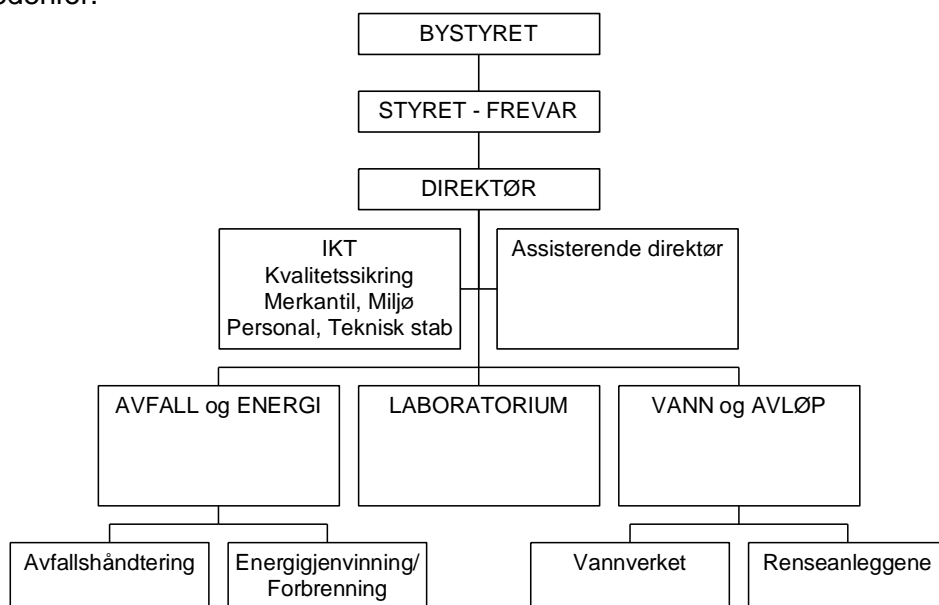 BYSTYRET
STYRET - FREVAR
DIREKTØR
IKT
Kvalitetssikring
Merkantil, Miljø
Personal, Teknisk stab
Assisterende direktør
AVFALL og ENERGI
LABORATORIUM
VANN og AVLØP
Avfallshåndtering
Energigjenvinning/
Forbrenning
Vannverket
Renseanleggene